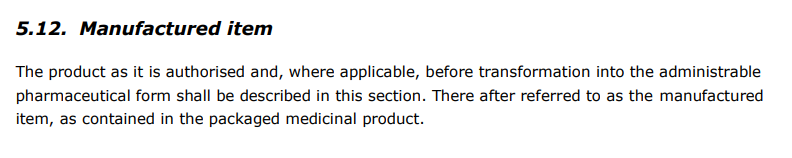 5.12. Manufactured item
The product as it is authorised and, where applicable, before transformation into the administrable
pharmaceutical form shall be described in this section. There after referred to as the manufactured
item, as contained in the packaged medicinal product.